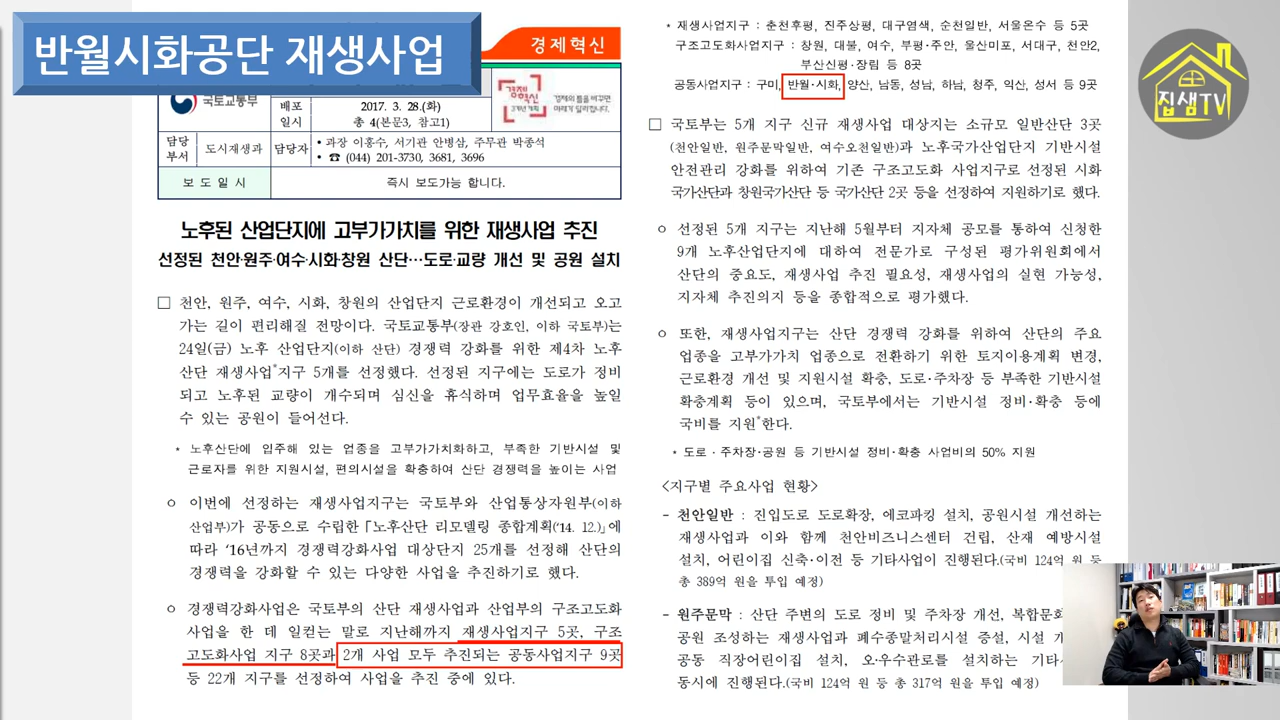 반월시화공단 재생사업
경제혁신
국토교통부
배포
일시
2017. 3. 28.(화)
총 4(본문3, 참고1)
경제혁신
3개년 계획
경제의 틀을 바꾸면
미래가 달라집니다.
담당
부서
도시재생과
담당자
• 과장 이흥수, 서기관 안병삼, 주무관 박종석
• ☎ (044) 201-3730, 3681, 3696
보 도 일 시
즉시 보도가능 합니다.
노후된 산업단지에 고부가가치를 위한 재생사업 추진
선정된 천안·원주·여수·시화·창원 산단…도로·교량 개선 및 공원 설치
□ 천안, 원주, 여수, 시화, 창원의 산업단지 근로환경이 개선되고 오고
가는 길이 편리해질 전망이다. 국토교통부(장관 강호인, 이하 국토부)는
24일(금) 노후 산업단지(이하 산단) 경쟁력 강화를 위한 제4차 노후
산단 재생사업*지구 5개를 선정했다. 선정된 지구에는 도로가 정비
되고 노후된 교량이 개수되며 심신을 휴식하며 업무효율을 높일
수 있는 공원이 들어선다.
* 노후산단에 입주해 있는 업종을 고부가가치화하고, 부족한 기반시설 및
근로자를 위한 지원시설, 편의시설을 확충하여 산단 경쟁력을 높이는 사업
ㅇ 이번에 선정하는 재생사업지구는 국토부와 산업통상자원부(이하
산업부)가 공동으로 수립한 「노후산단 리모델링 종합계획('14. 12.)」에
따라 '16년까지 경쟁력강화사업 대상단지 25개를 선정해 산단의
경쟁력을 강화할 수 있는 다양한 사업을 추진하기로 했다.
ㅇ 경쟁력강화사업은 국토부의 산단 재생사업과 산업부의 구조고도화
사업을 한 데 일컫는 말로 지난해까지 재생사업지구 5곳, 구조
고도화사업 지구 8곳과 2개 사업 모두 추진되는 공동사업지구 9곳
등 22개 지구를 선정하여 사업을 추진 중에 있다.
* 재생사업지구 : 춘천후평, 진주상평, 대구염색, 순천일반, 서울온수 등 5곳
구조고도화사업지구 : 창원, 대불, 여수, 부평·주안, 울산미포, 서대구, 천안2,
부산신평·장림 등 8곳
공동사업지구 : 구미, 반월·시화, 양산, 남동, 성남, 하남, 청주, 익산, 성서 등 9곳
□ 국토부는 5개 지구 신규 재생사업 대상지는 소규모 일반산단 3곳
(천안일반, 원주문막일반, 여수오천일반)과 노후국가산업단지 기반시설
안전관리 강화를 위하여 기존 구조고도화 사업지구로 선정된 시화
국가산단과 창원국가산단 등 국가산단 2곳 등을 선정하여 지원하기로 했다.
ㅇ 선정된 5개 지구는 지난해 5월부터 지자체 공모를 통하여 신청한
9개 노후산업단지에 대하여 전문가로 구성된 평가위원회에서
산단의 중요도, 재생사업 추진 필요성, 재생사업의 실현 가능성,
지자체 추진의지 등을 종합적으로 평가했다.
ㅇ 또한, 재생사업지구는 산단 경쟁력 강화를 위하여 산단의 주요
업종을 고부가가치 업종으로 전환하기 위한 토지이용계획 변경,
근로환경 개선 및 지원시설 확충, 도로·주차장 등 부족한 기반시설
확충계획 등이 있으며, 국토부에서는 기반시설 정비·확충 등에
국비를 지원*한다.
* 도로·주차장·공원 등 기반시설 정비·확충 사업비의 50% 지원
<지구별 주요사업 현황>
- 천안일반 : 진입도로 도로확장, 에코파킹 설치, 공원시설 개선하는
재생사업과 이와 함께 천안비즈니스센터 건립, 산재 예방시설
설치, 어린이집 신축·이전 등 기타사업이 진행된다.(국비 124억 원 등
총 389억 원을 투입 예정)
- 원주문막 : 산단 주변의 도로 정비 및 주차장 개선, 복합문화
공원 조성하는 재생사업과 폐수종말처리시설 증설, 시설
공동 직장어린이집 설치, 오·우수관로를 설치하는
동시에 진행된다.(국비 124억 원 등 총 317억 원을 투입 예정)
집샘TV